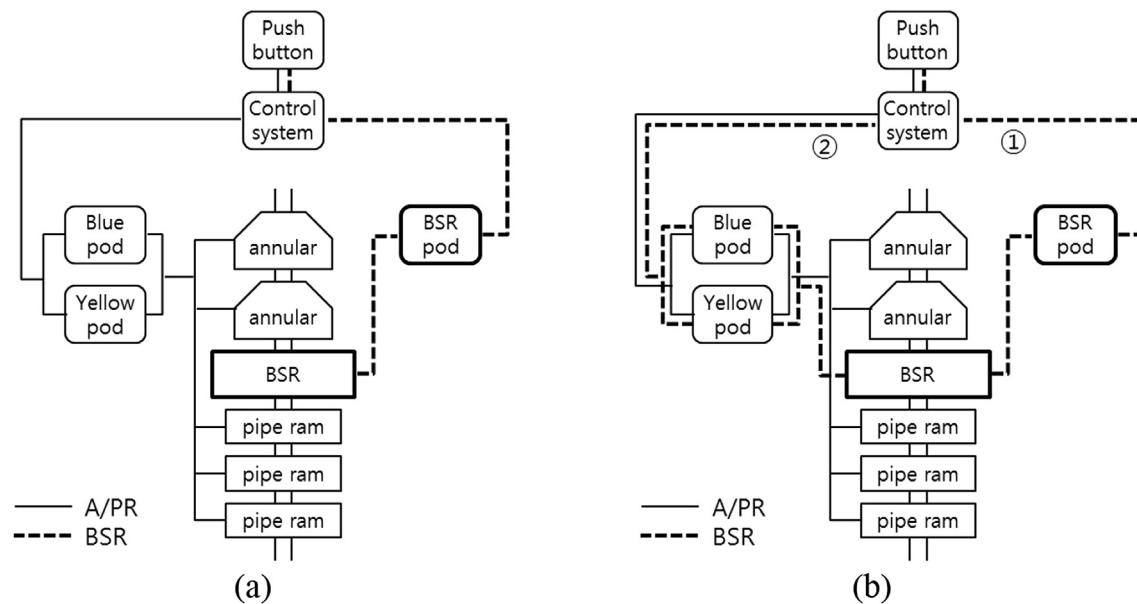 Push
button
Control
system
Blue
pod
Yellow
pod
annular
annular
BSR
pod
BSR
pipe ram
pipe ram
pipe ram
A/PR
BSR
(a)
Push
button
Control
system
①
②
Blue
pod
Yellow
pod
annular
annular
BSR
pod
BSR
pipe ram
pipe ram
pipe ram
A/PR
BSR
(b)